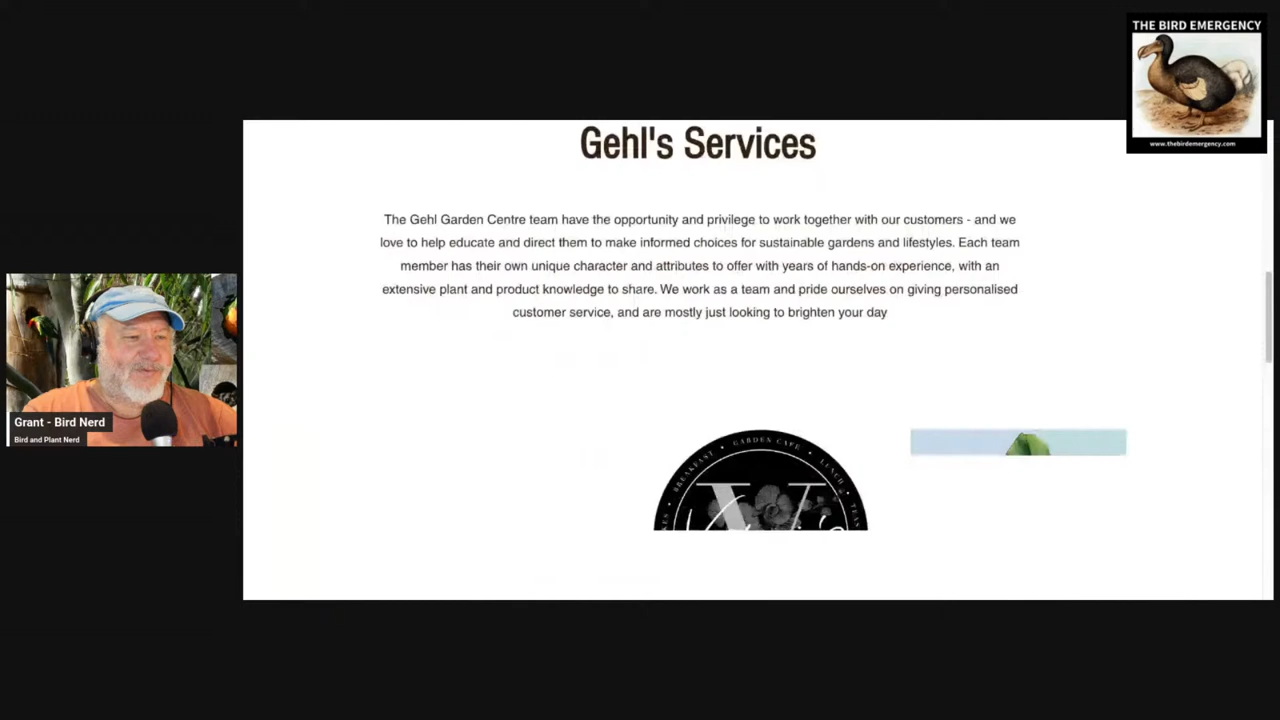 THE BIRD EMERGENCY
www.thebirdemergency.com
Gehl's Services
The Gehl Garden Centre team have the opportunity and privilege to work together with our customers - and we
love to help educate and direct them to make informed choices for sustainable gardens and lifestyles. Each team
member has their own unique character and attributes to offer with years of hands-on experience, with an
extensive plant and product knowledge to share. We work as a team and pride ourselves on giving personalised
customer service, and are mostly just looking to brighten your day
Grant - Bird Nerd
Bird and Plant Nerd
BREAKFAST • GARDEN CAFE • LUNCH • TEAS
V